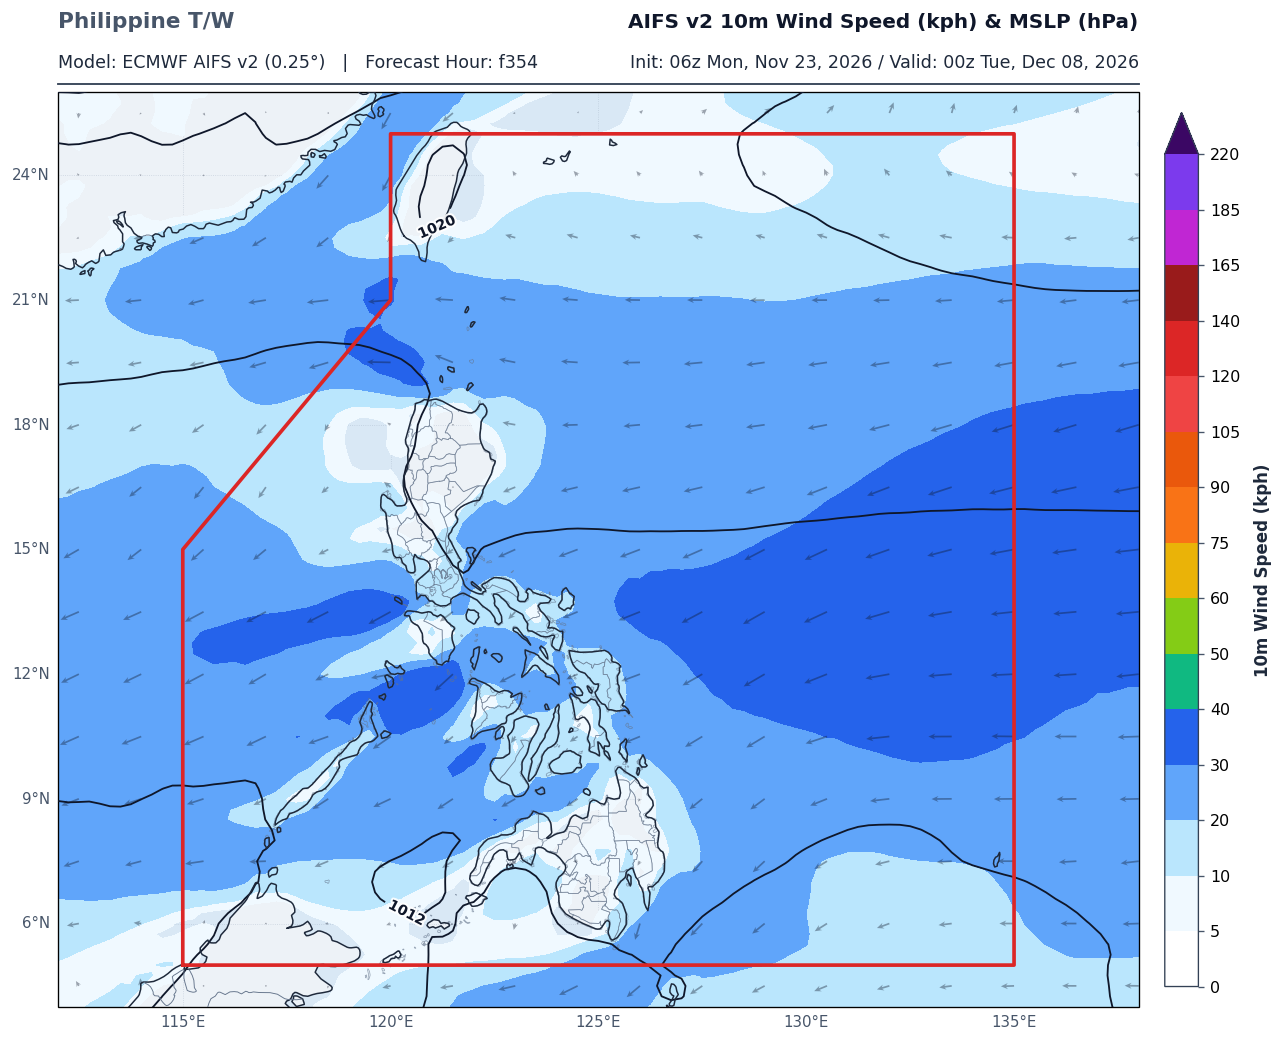 Philippine T/W
AIFS v2 10m Wind Speed (kph) & MSLP (hPa)
Model: ECMWF AIFS v2 (0.25°) | Forecast Hour: f354
Init: 06z Mon, Nov 23, 2026 / Valid: 00z Tue, Dec 08, 2026
24°N
21°N
18°N
15°N
12°N
9°N
6°N
1020
1012
115°E
120°E
125°E
130°E
135°E
220
185
165
140
120
105
90
75
60
50
40
30
20
10
5
0
10m Wind Speed (kph)